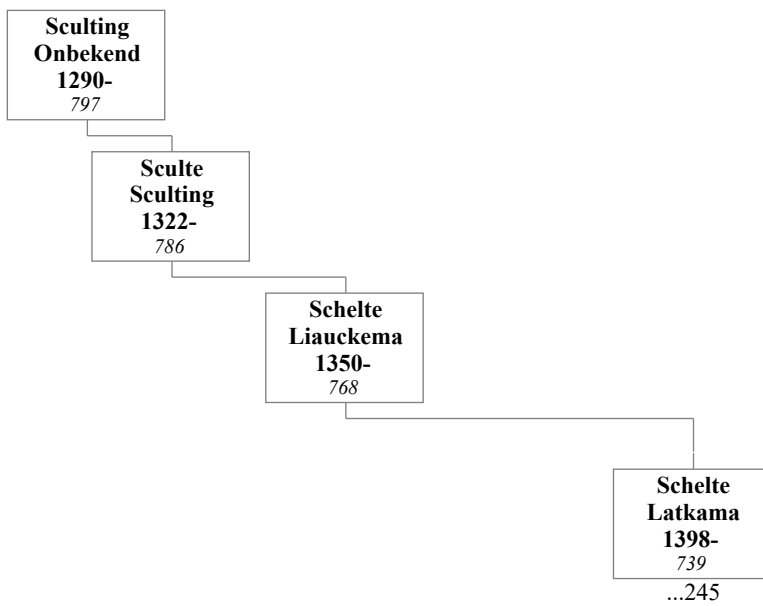 Sculting
Onbekend
1290-
797
Sculte
Sculting
1322-
786
Schelte
Liauckema
1350-
768
Schelte
Latkama
1398-
739
...245